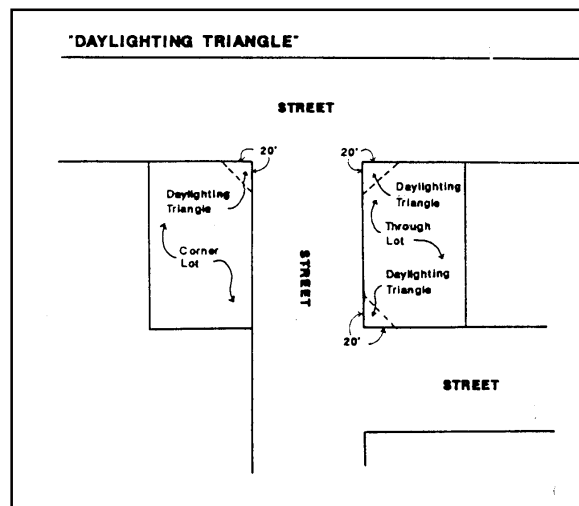 "DAYLIGHTING TRIANGLE"
STREET
20'
20'
Daylighting
Triangle
Daylighting
Triangle
Through
Lot
Corner
Lot
STREET
Daylighting
Triangle
20'
STREET